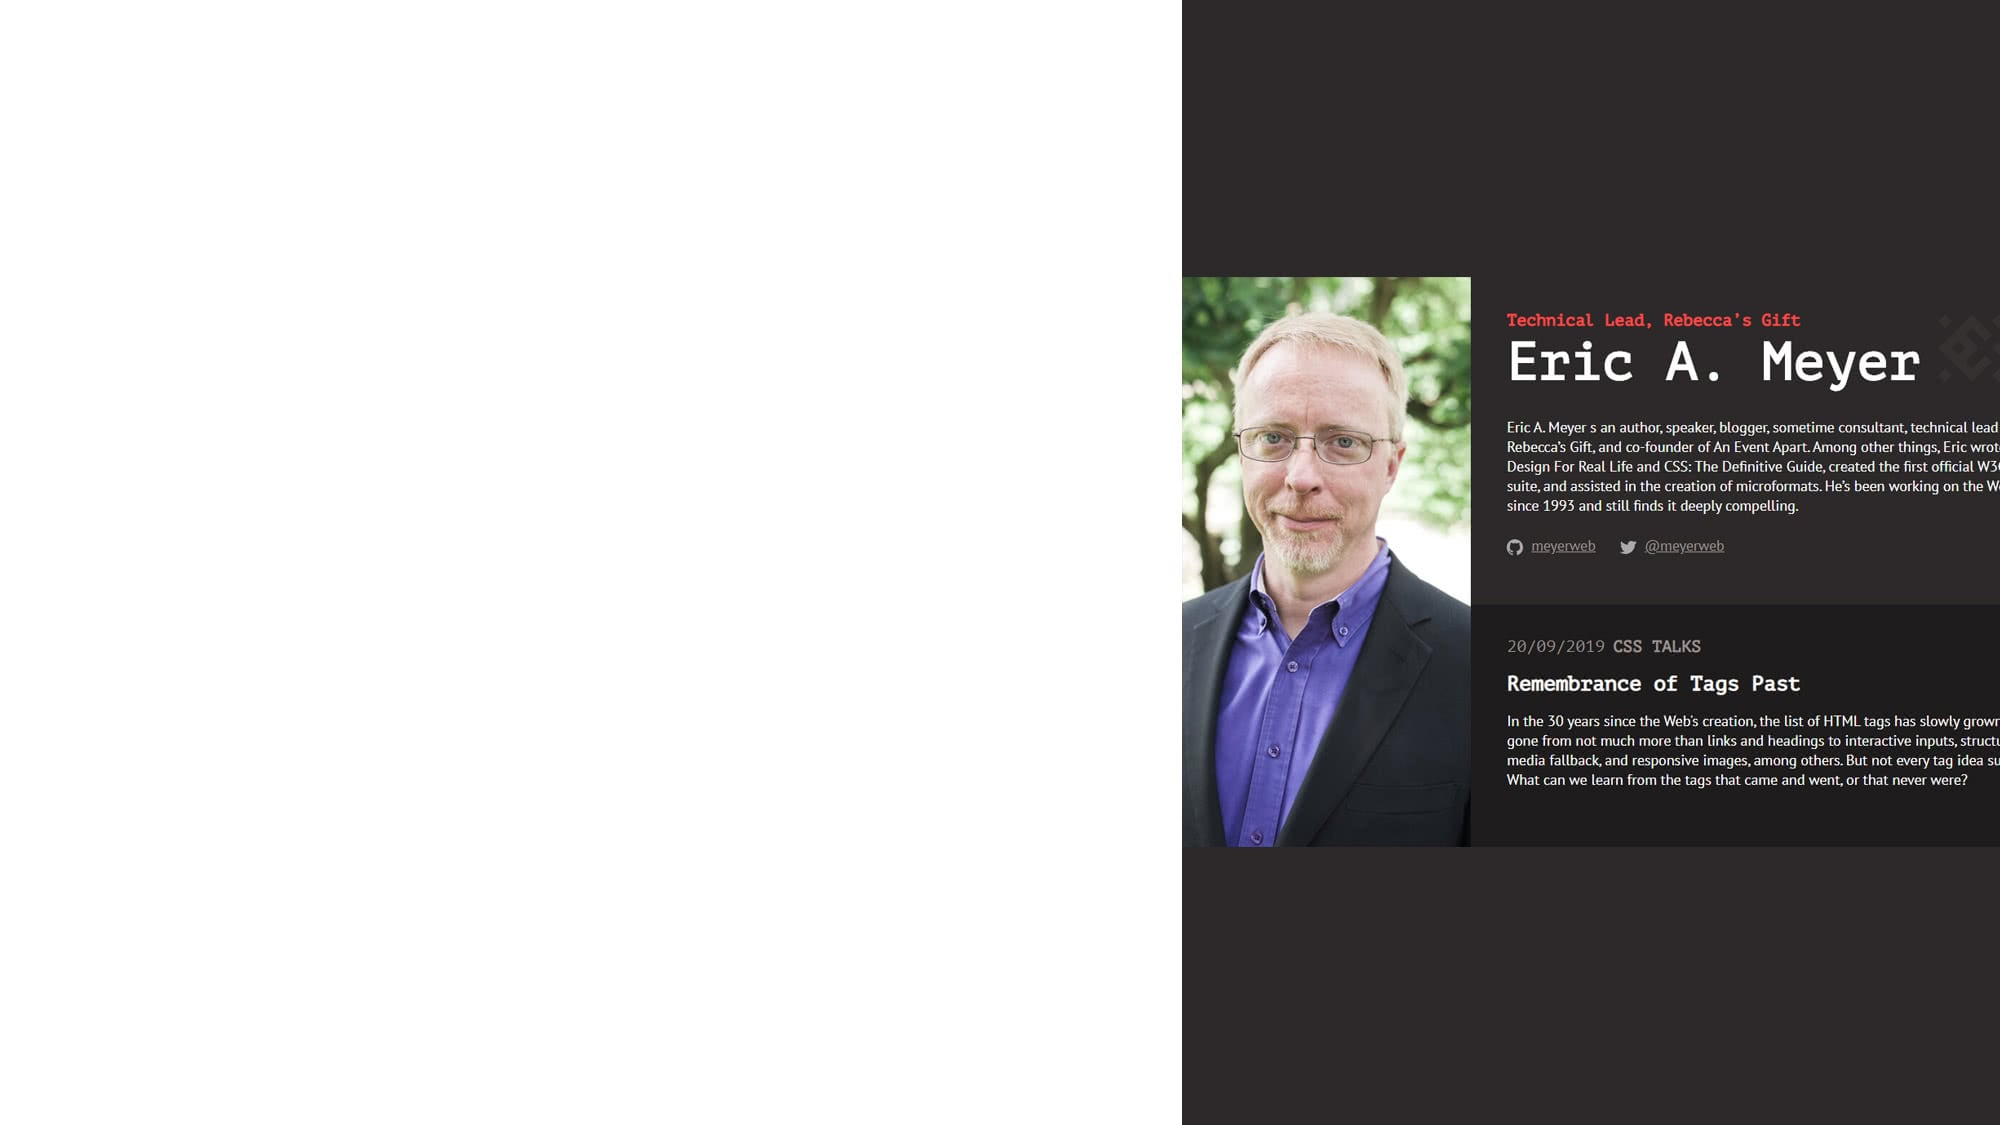 Technical Lead, Rebecca’s Gift
Eric A. Meyer
Eric A. Meyer s an author, speaker, blogger, sometime consultant, technical lead
Rebecca’s Gift, and co-founder of An Event Apart. Among other things, Eric wrot
Design For Real Life and CSS: The Definitive Guide, created the first official W3
suite, and assisted in the creation of microformats. He’s been working on the W
since 1993 and still finds it deeply compelling.
meyerweb @meyerweb
20/09/2019 CSS TALKS
Remembrance of Tags Past
In the 30 years since the Web’s creation, the list of HTML tags has slowly grown
gone from not much more than links and headings to interactive inputs, structu
media fallback, and responsive images, among others. But not every tag idea su
What can we learn from the tags that came and went, or that never were?